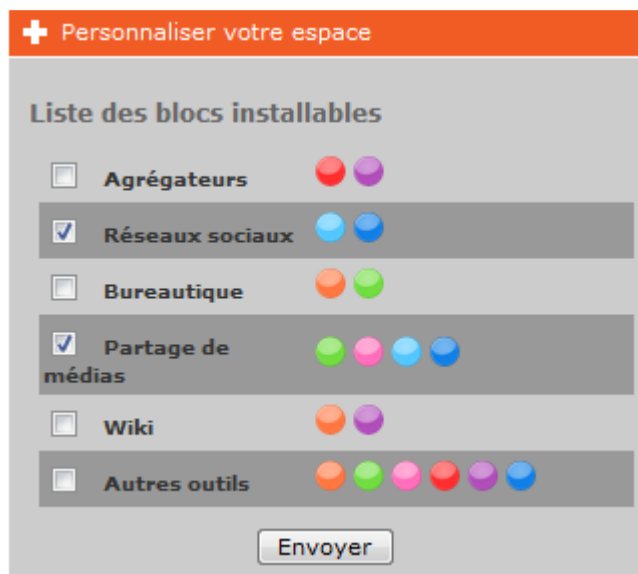 Personnaliser votre espace
Liste des blocs installables
Agrégateurs
Réseaux sociaux
Bureautique
Partage de
médias
Wiki
Autres outils
Envoyer